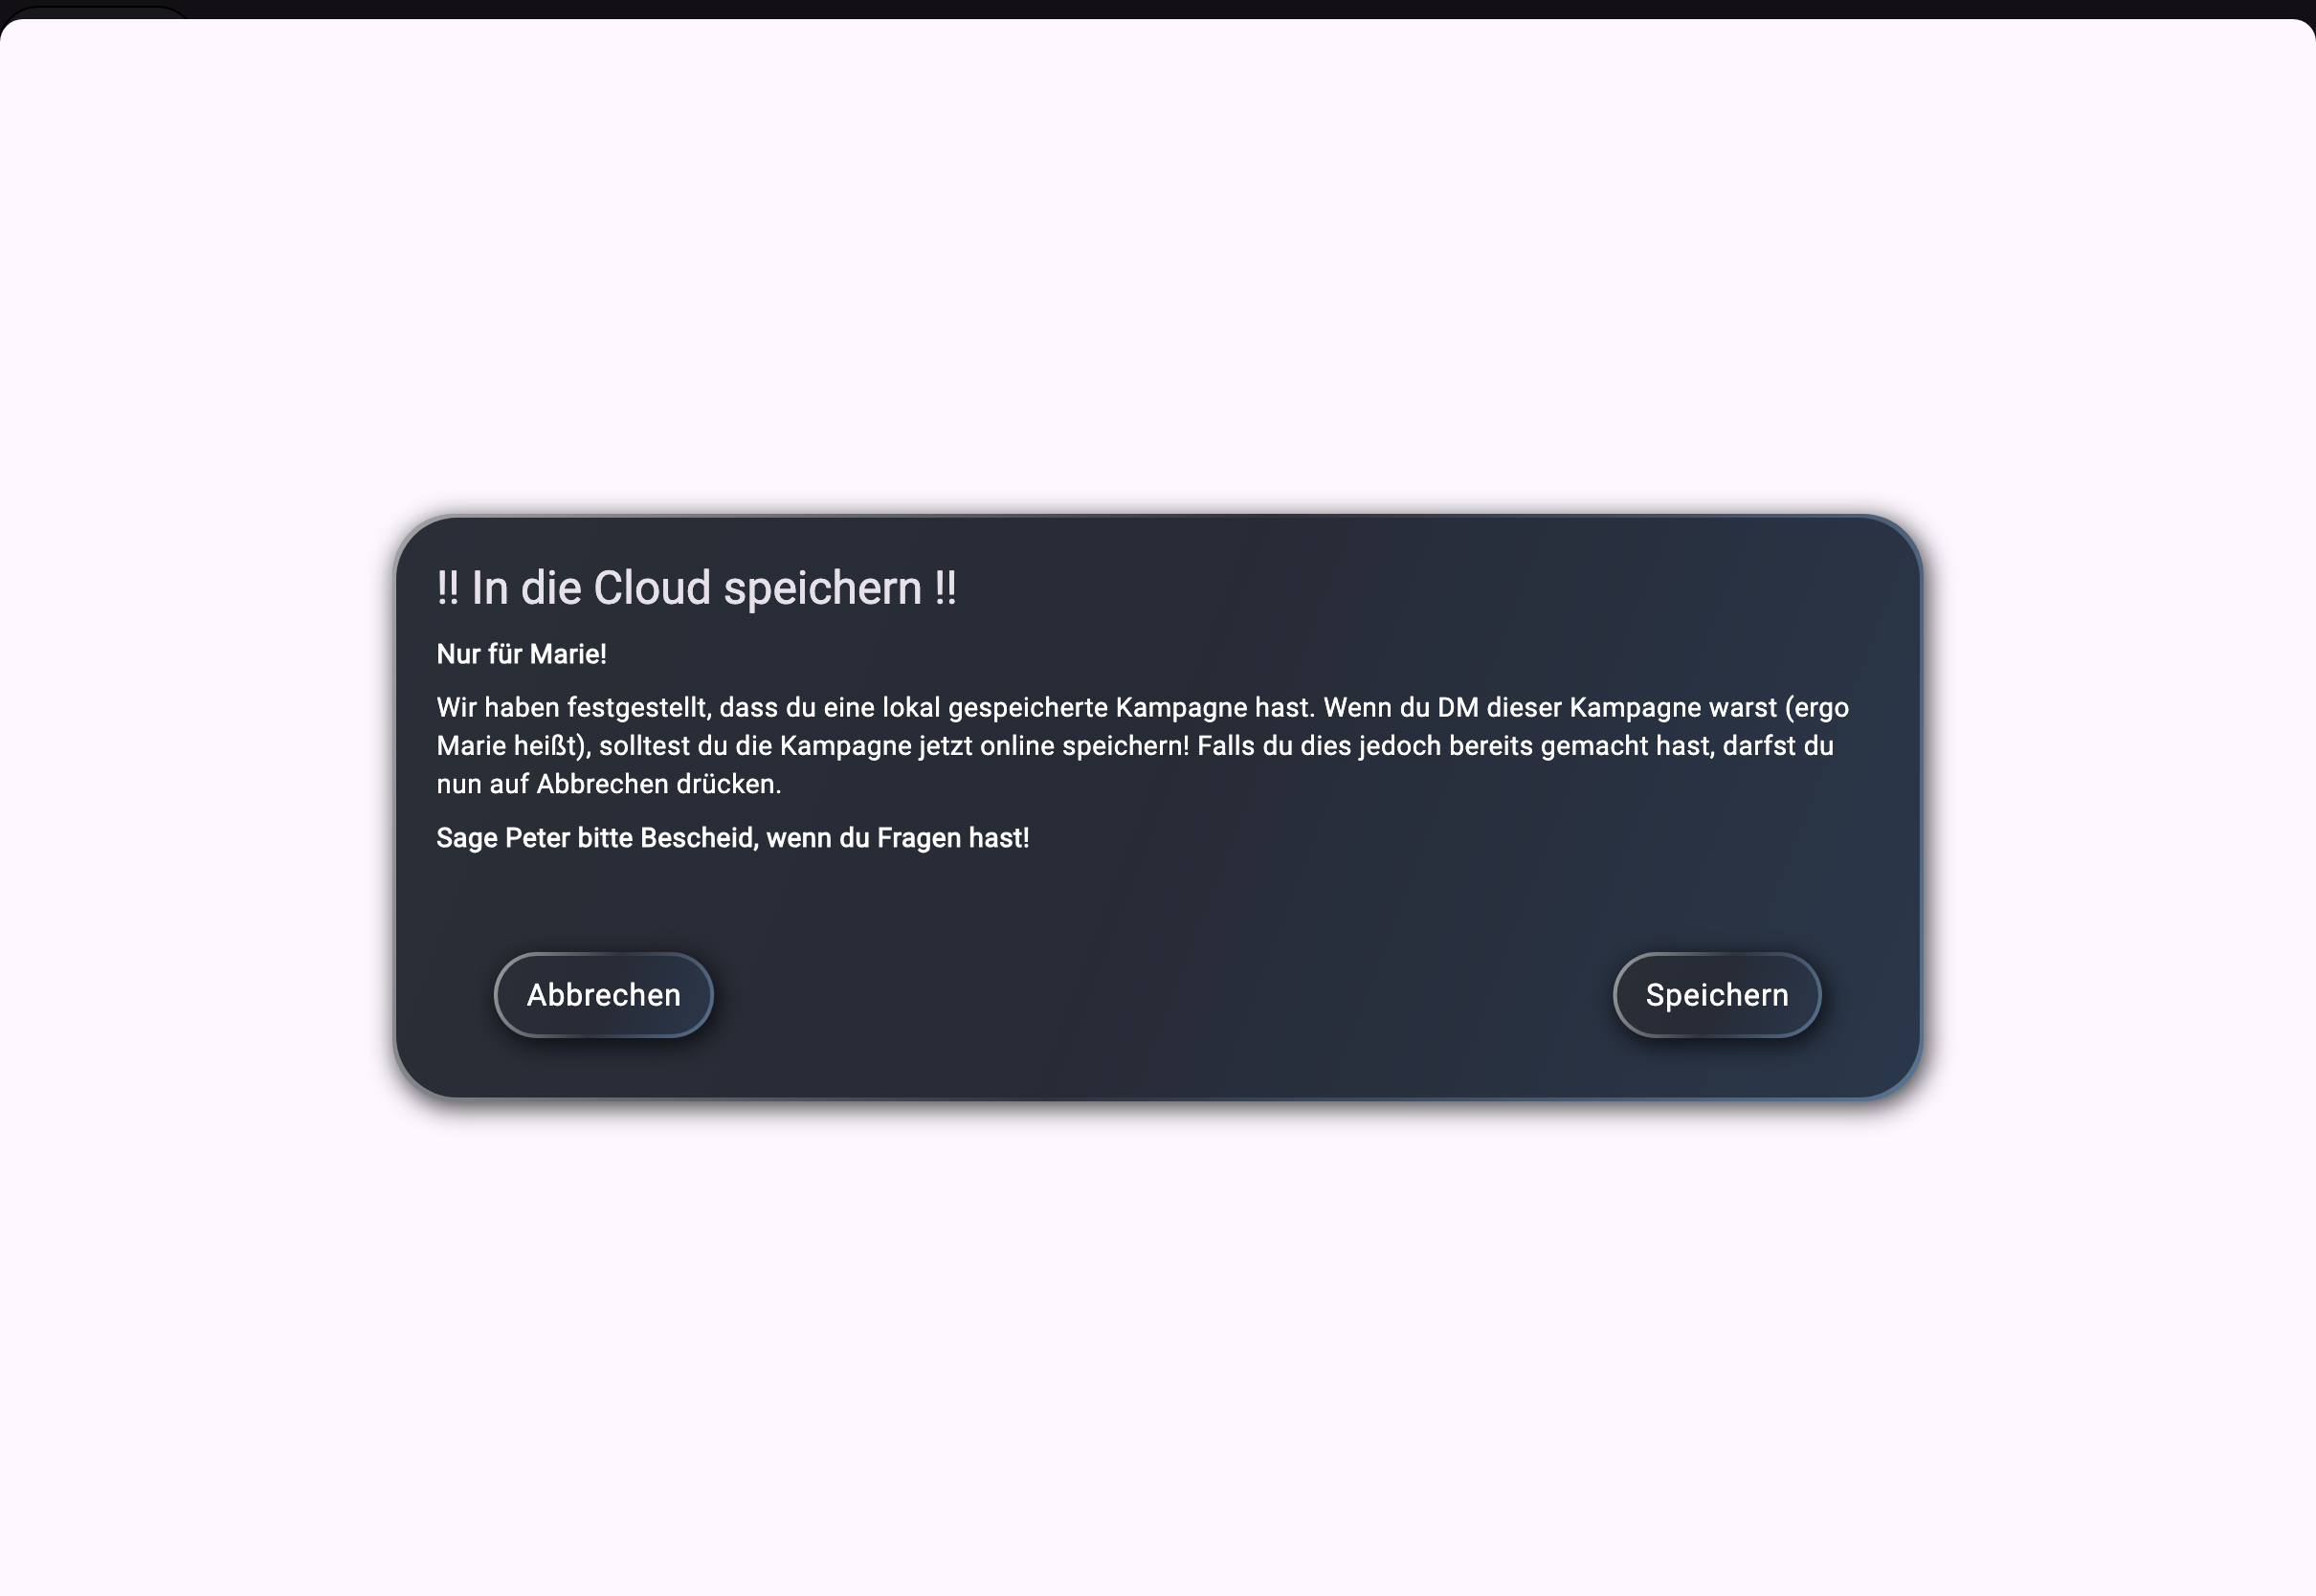 !! In die Cloud speichern !!
Nur für Marie!
Wir haben festgestellt, dass du eine lokal gespeicherte Kampagne hast. Wenn du DM dieser Kampagne warst (ergo
Marie heißt), solltest du die Kampagne jetzt online speichern! Falls du dies jedoch bereits gemacht hast, darfst du
nun auf Abbrechen drücken.
Sage Peter bitte Bescheid, wenn du Fragen hast!
Abbrechen
Speichern